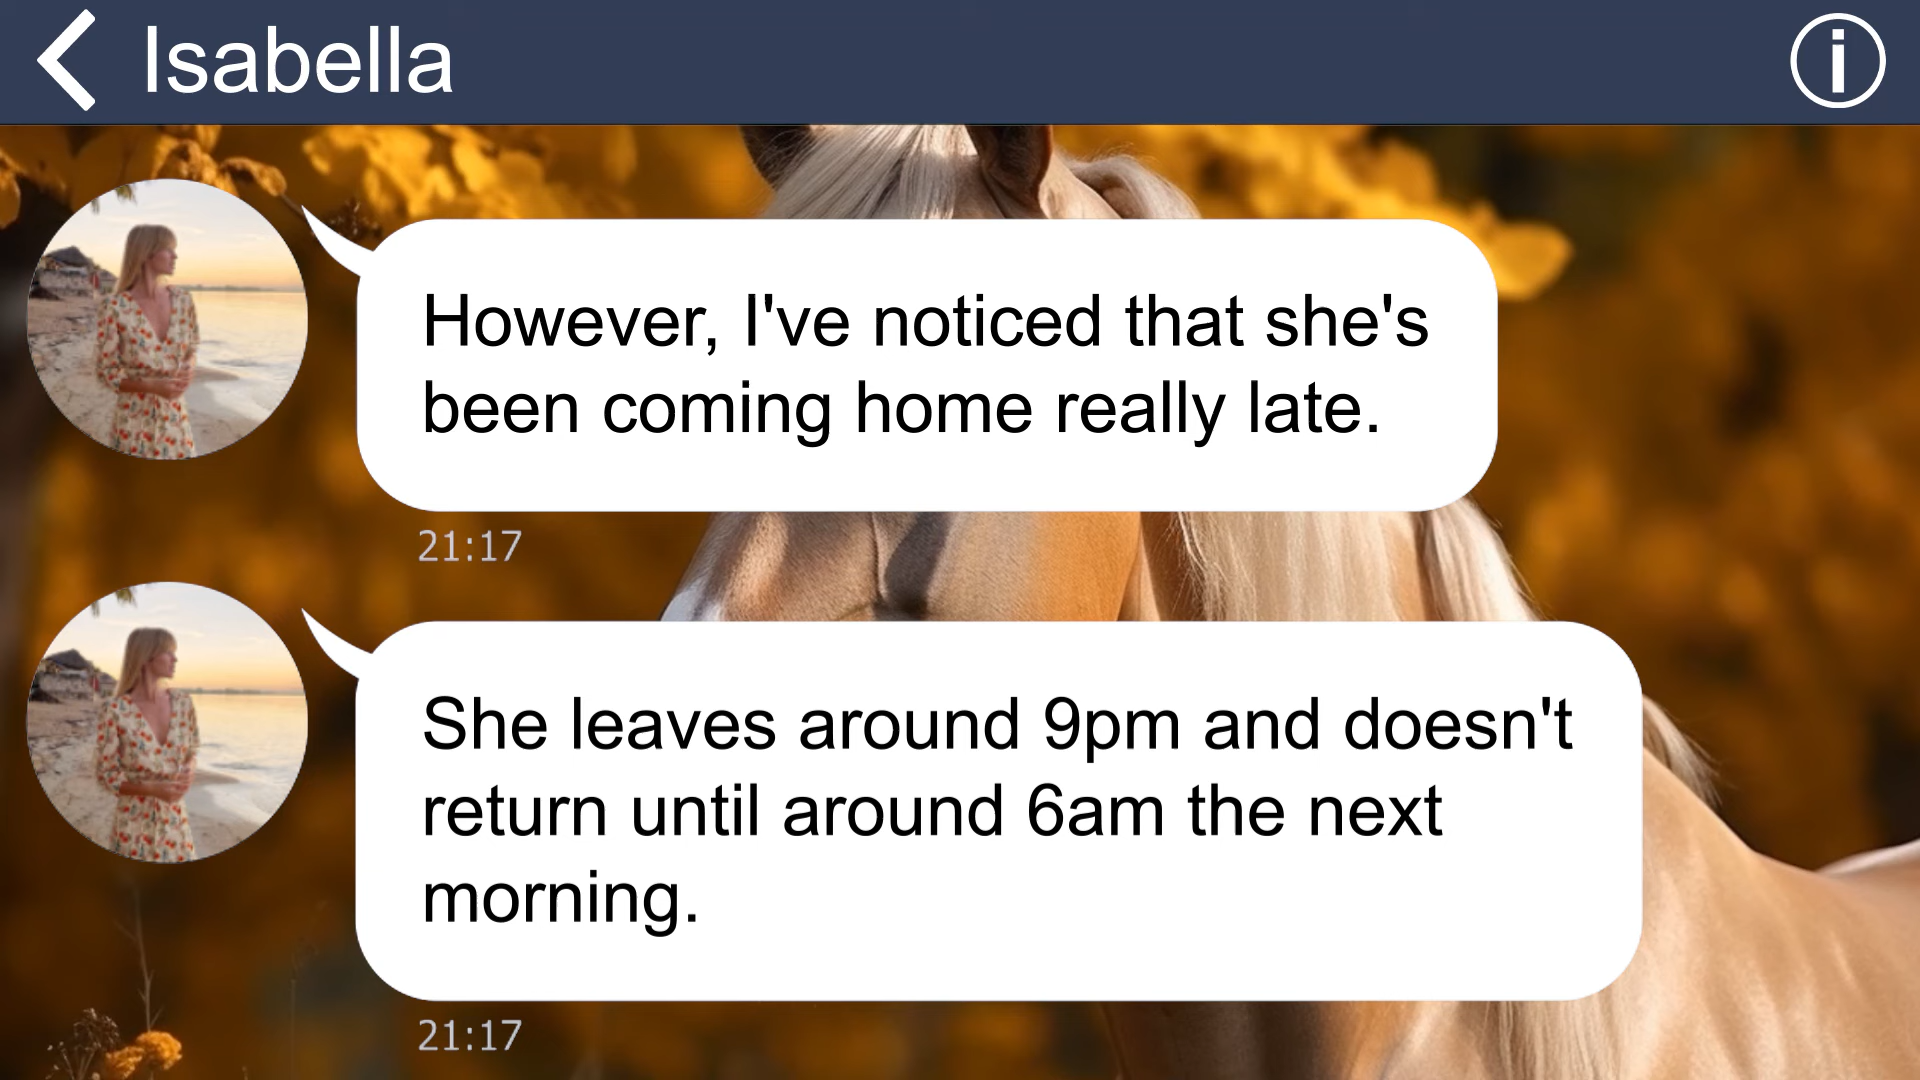 Isabella
However, I've noticed that she's
been coming home really late.
21:17
She leaves around 9pm and doesn't
return until around 6am the next
morning.
21:17